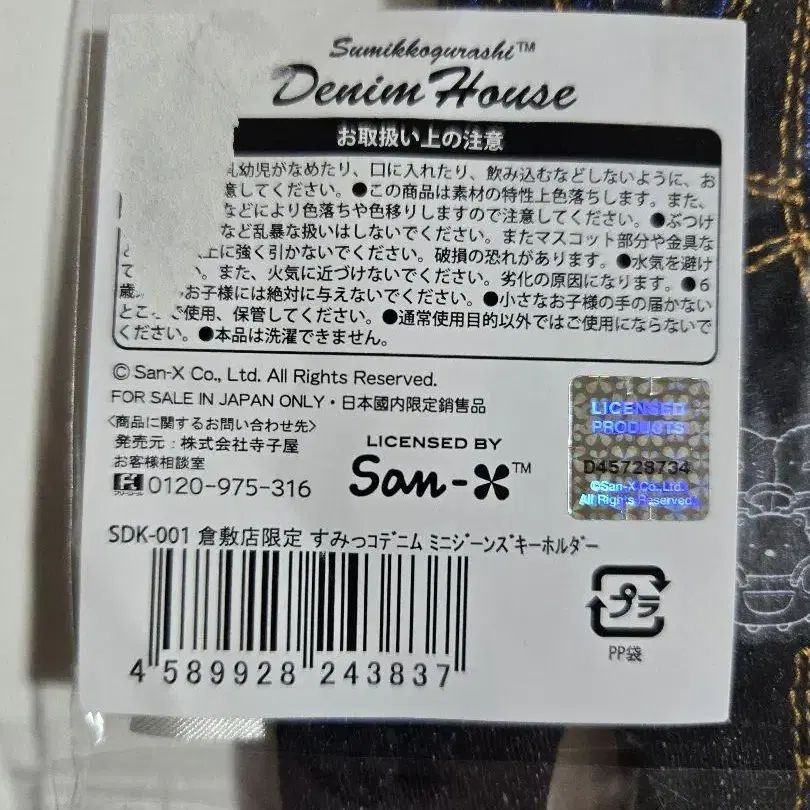 Sumikkogurashi™
Denim House
お取扱い上の注意
乳幼児がなめたり、口に入れたり、飲み込むなどしないように、お
意してください。●この商品は素材の特性上色落ちします。また、
などにより色落ちや色移りしますので注意してください。●ぶつけ
など乱暴な扱いはしないでください。またマスコット部分や金具な
上に強く引かないでください。破損の恐れがあります。●水気を避け
て い。また、火気に近づけないでください。劣化の原因になります。●6
歳 お子様には絶対に与えないでください。●小さなお子様の手の届かない
とこ ご使用、保管してください。●通常使用目的以外ではご使用にならないで
ください。●本品は洗濯できません。
© San-X Co., Ltd. All Rights Reserved.
FOR SALE IN JAPAN ONLY・日本國内限定銷售品
〈商品に関するお問い合わせ先〉
発売元：株式会社寺子屋
お客様相談室
0120-975-316
LICENSED BY
San-X™
LICENSED
PRODUCTS
D45728734
©San-X Co.,Ltd.
All Rights Reserved.
SDK-001 倉敷店限定 すみっコデニム ミニジーンズキーホルダー
4 589928 243837
プラ
PP袋